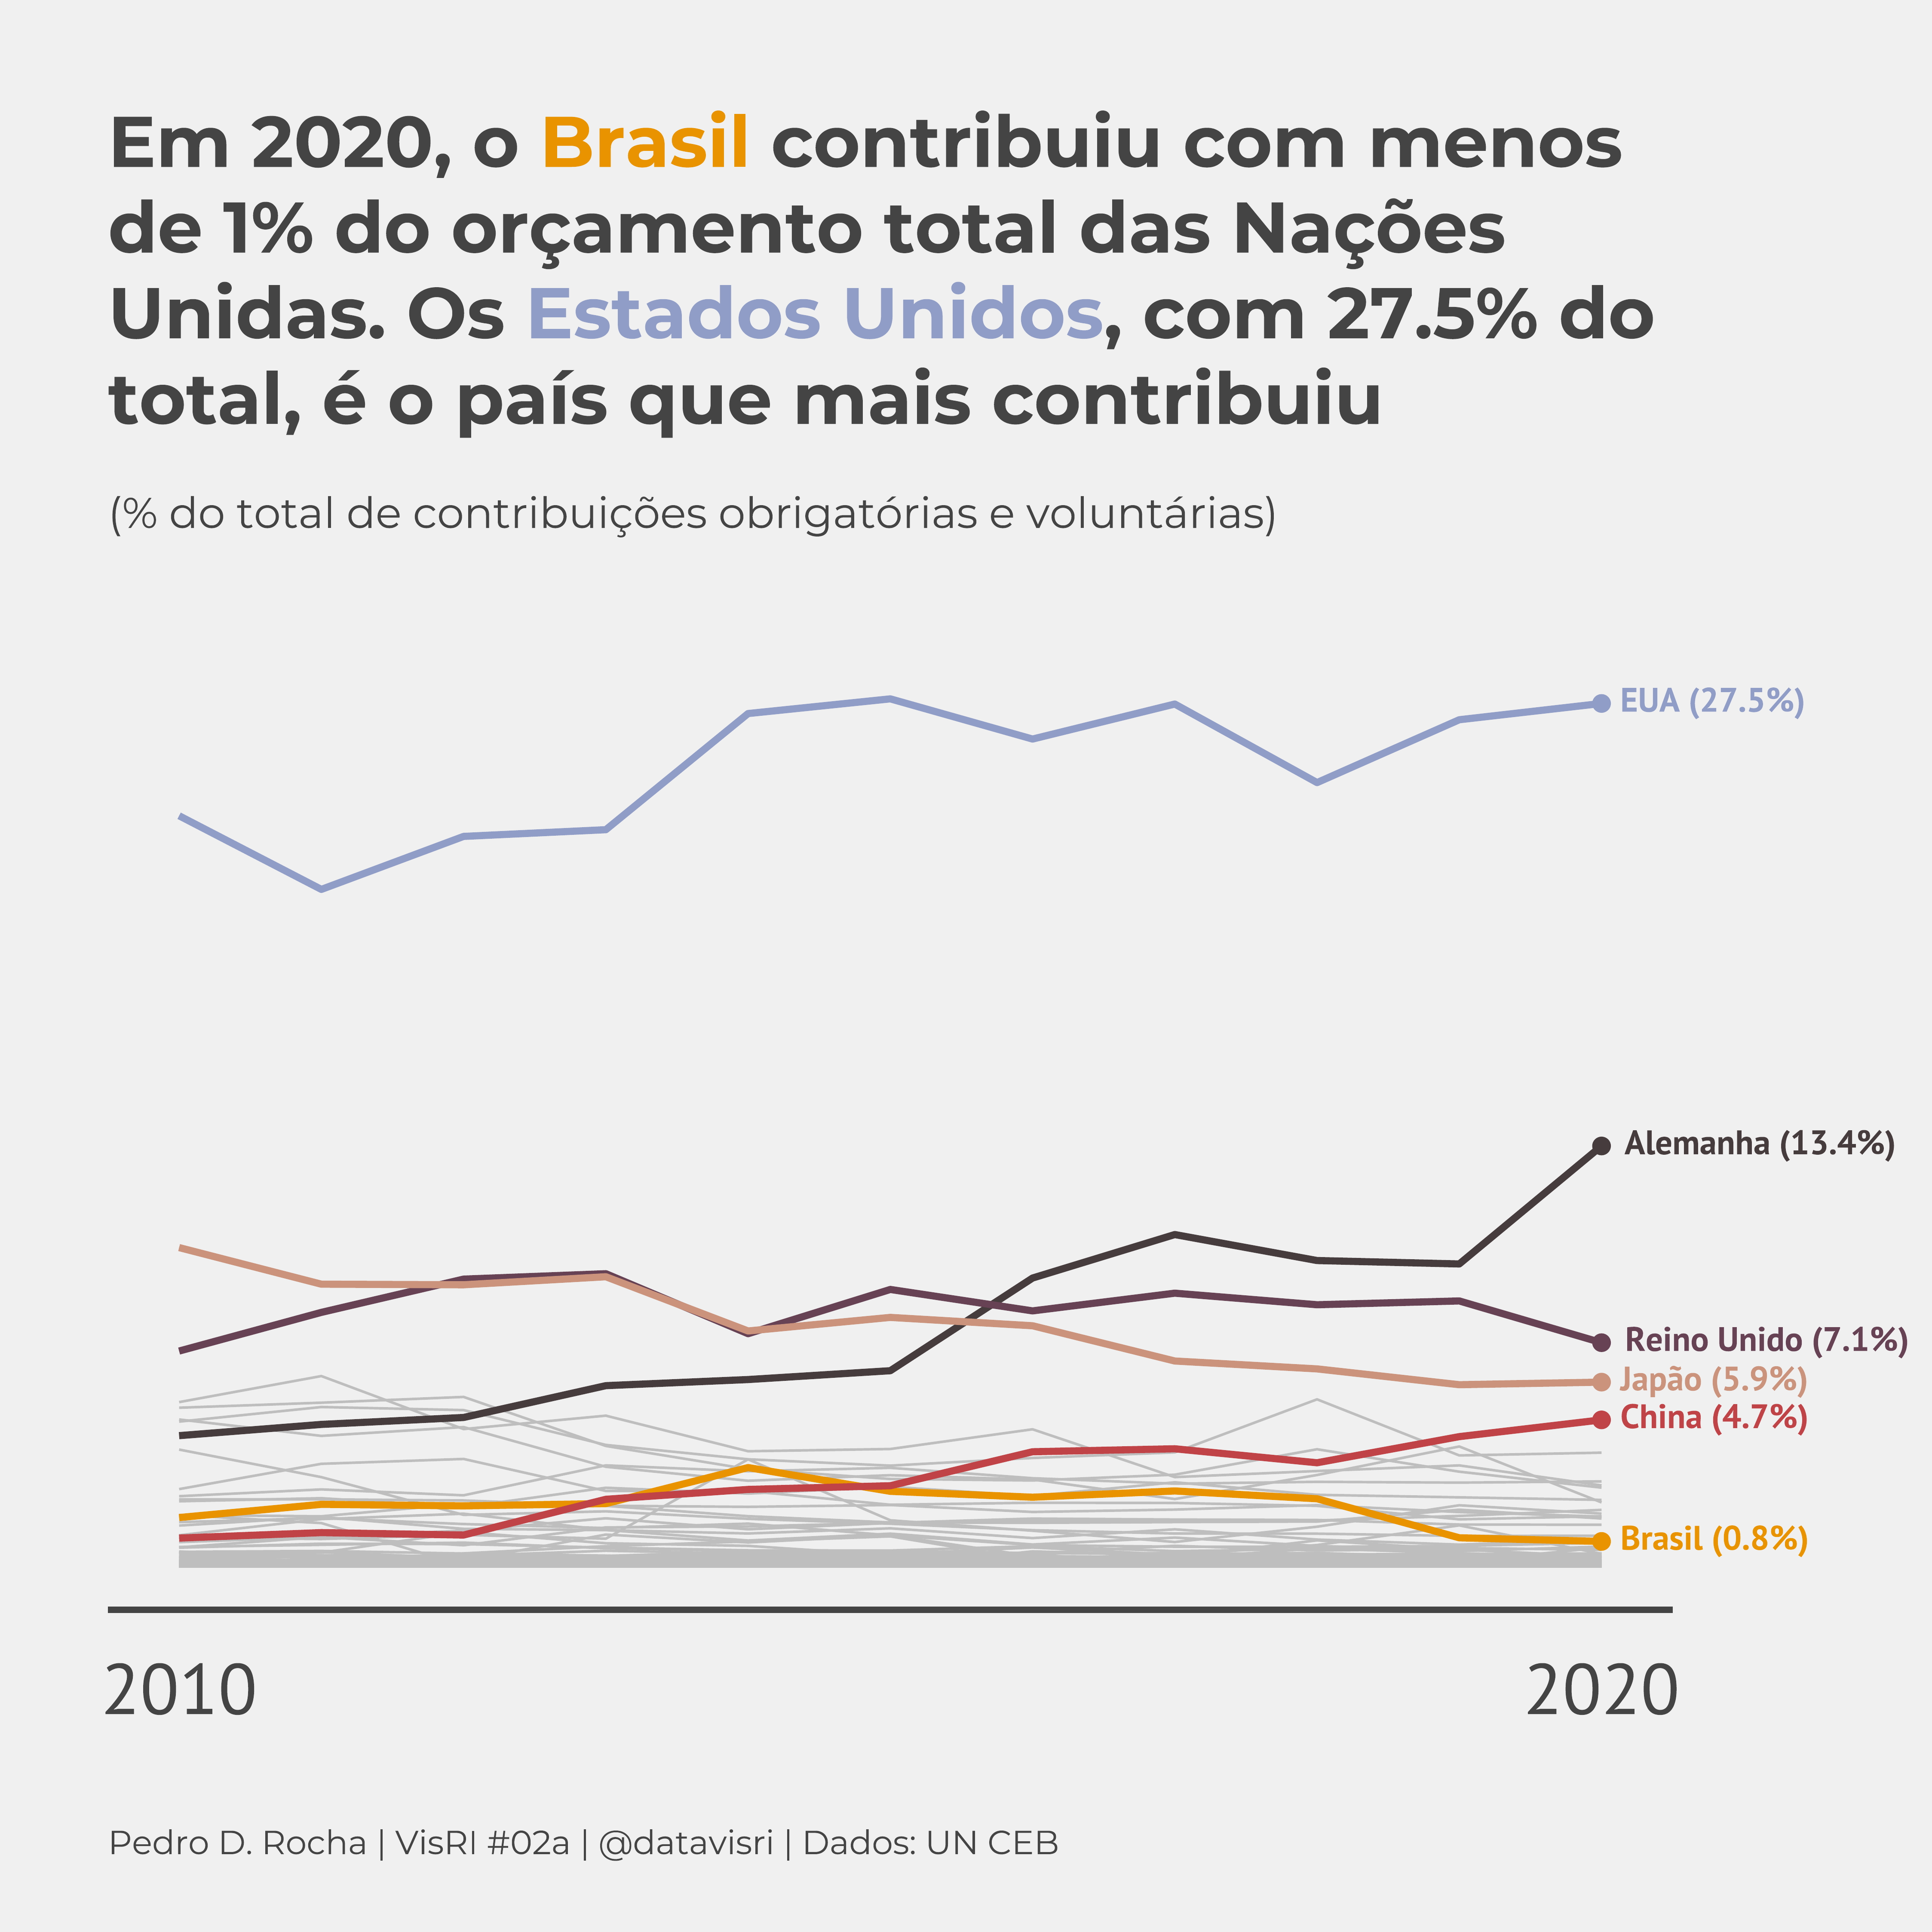 Em 2020, o Brasil contribuiu com menos
de 1% do orçamento total das Nações
Unidas. Os Estados Unidos, com 27.5% do
total, é o país que mais contribuiu
(% do total de contribuições obrigatórias e voluntárias)
EUA (27.5%)
Alemanha (13.4%)
Reino Unido (7.1%)
Japão (5.9%)
China (4.7%)
Brasil (0.8%)
2010
2020
Pedro D. Rocha | VisRI #02a | @datavisri | Dados: UN CEB